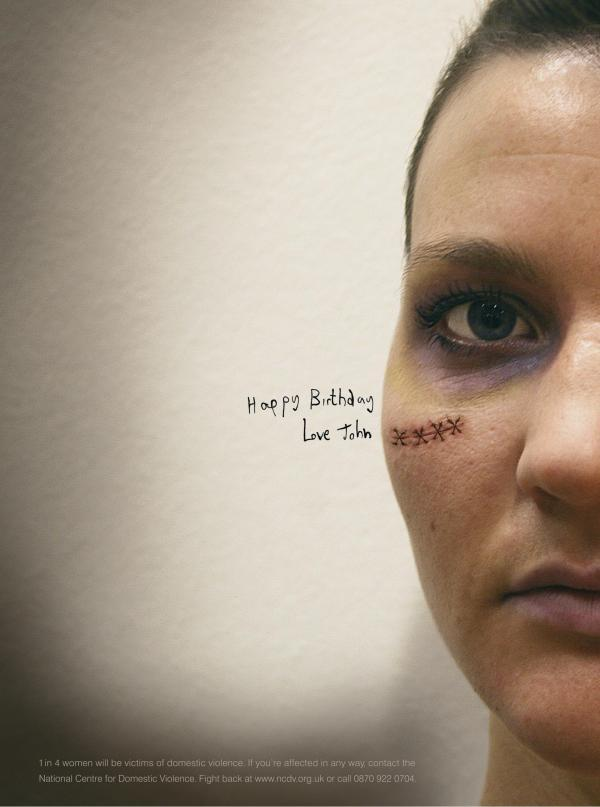 Happy Birthday
Love John
1 in 4 women will be victims of domestic violence. If you're affected in any way, contact the
National Centre for Domestic Violence. Fight back at www.ncdv.org.uk or call 0870 922 0704.